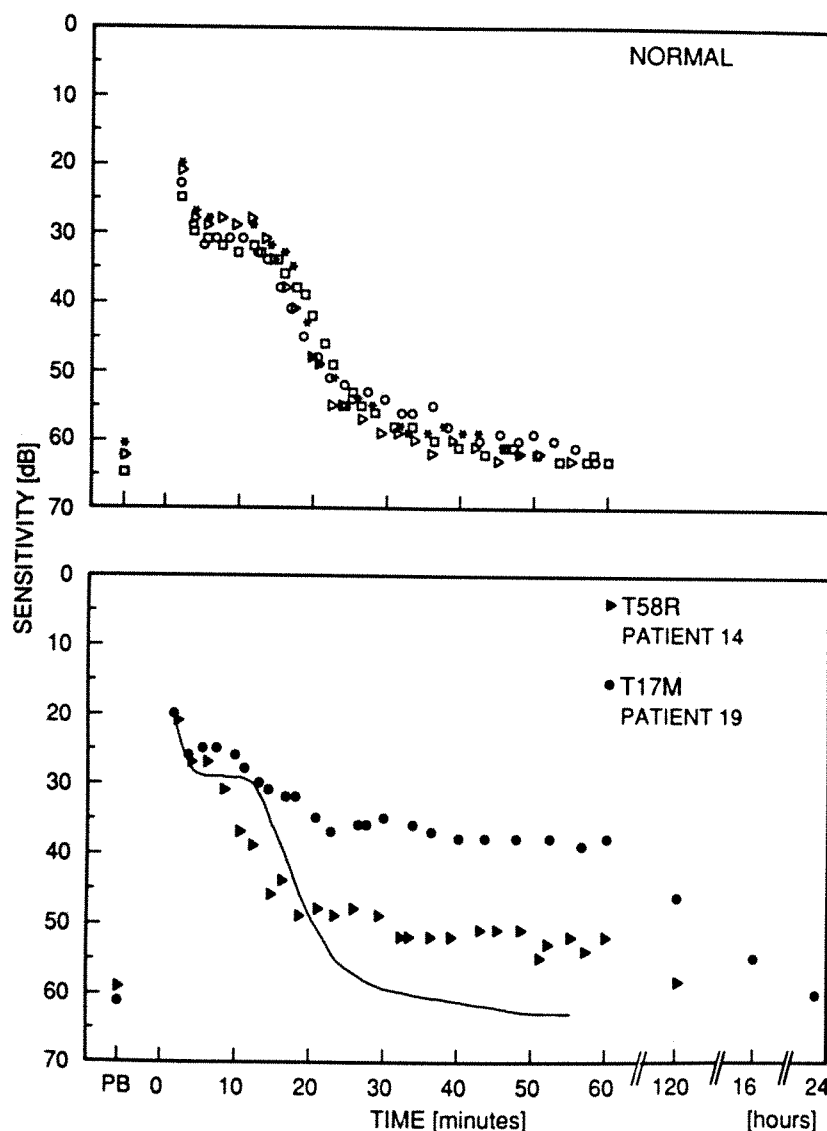 0
10
20
30
40
50
60
70
NORMAL
SENSITIVITY [dB]
0
10
20
30
40
50
60
70
T58R
PATIENT 14
T17M
PATIENT 19
PB 0 10 20 30 40 50 60 120 16 24
TIME [minutes] [hours]